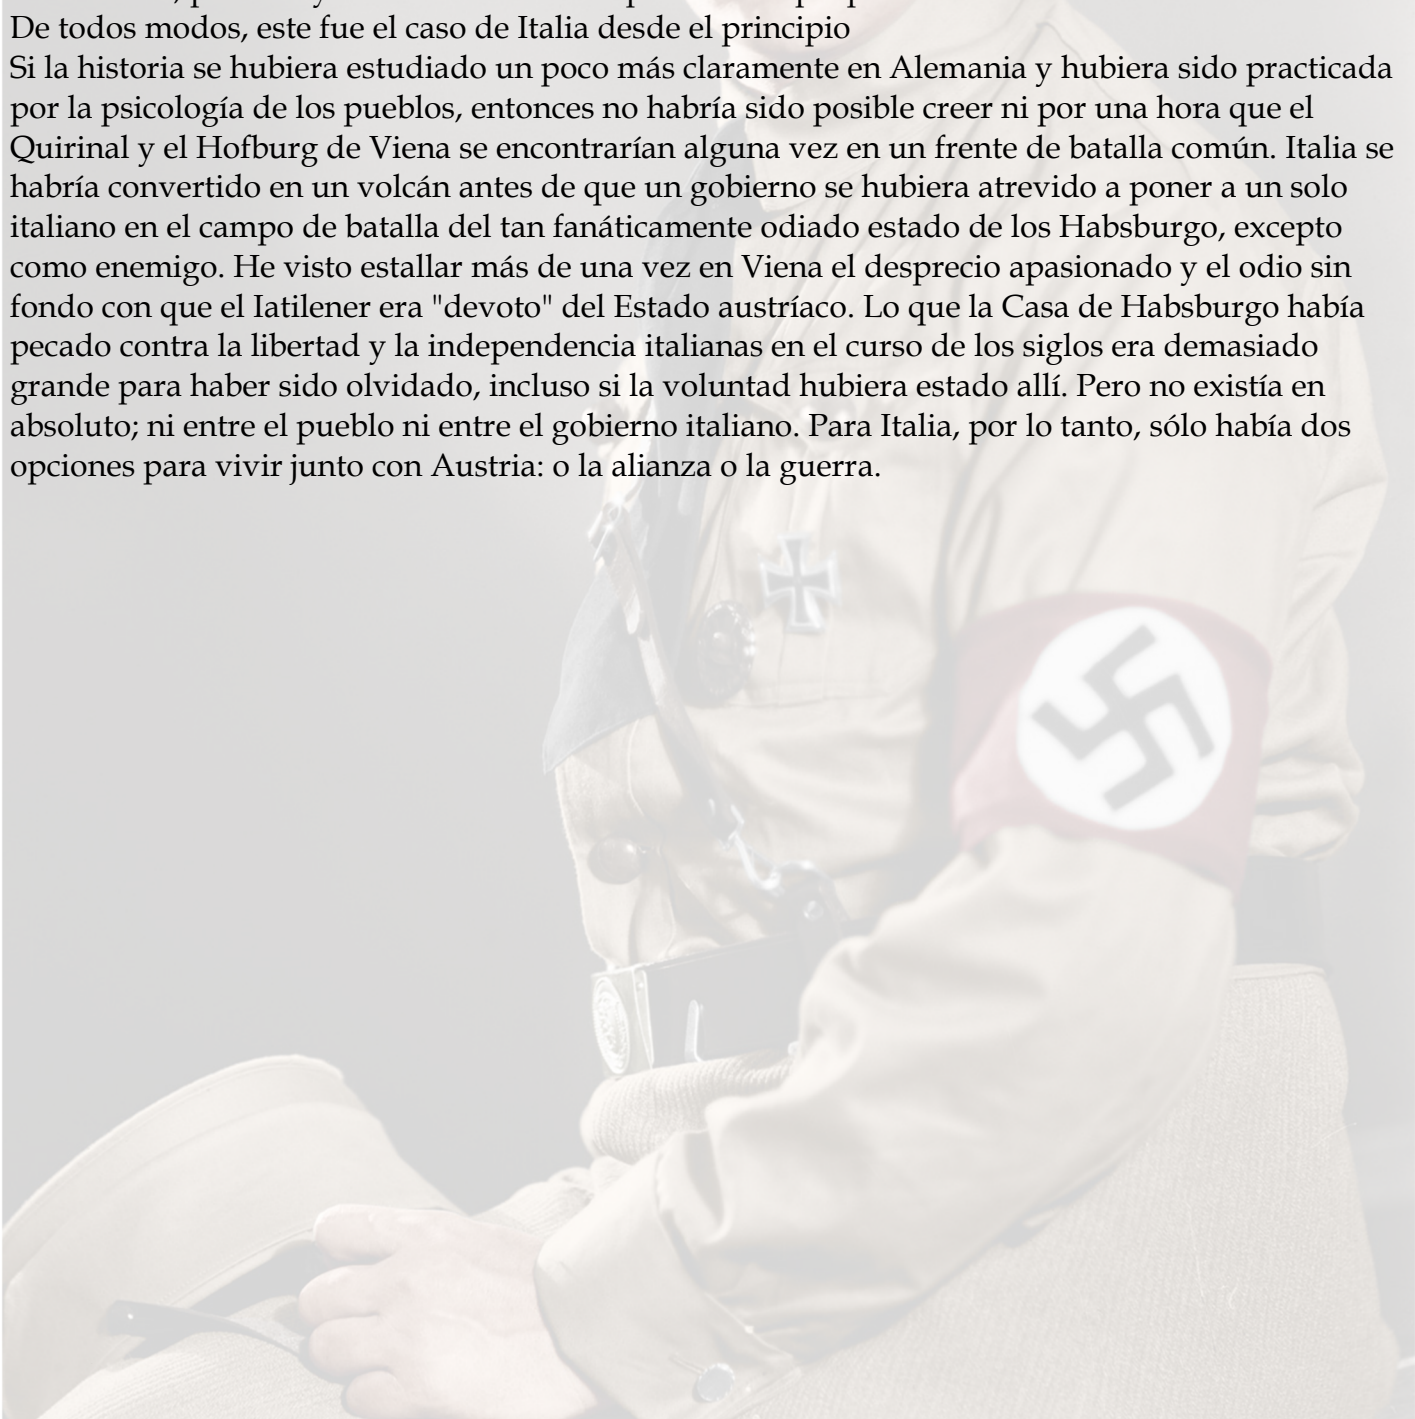 De todos modos, este fue el caso de Italia desde el principio
Si la historia se hubiera estudiado un poco más claramente en Alemania y hubiera sido practicada
por la psicología de los pueblos, entonces no habría sido posible creer ni por una hora que el
Quirinal y el Hofburg de Viena se encontrarían alguna vez en un frente de batalla común. Italia se
habría convertido en un volcán antes de que un gobierno se hubiera atrevido a poner a un solo
italiano en el campo de batalla del tan fanáticamente odiado estado de los Habsburgo, excepto
como enemigo. He visto estallar más de una vez en Viena el desprecio apasionado y el odio sin
fondo con que el Iatilener era "devoto" del Estado austríaco. Lo que la Casa de Habsburgo había
pecado contra la libertad y la independencia italianas en el curso de los siglos era demasiado
grande para haber sido olvidado, incluso si la voluntad hubiera estado allí. Pero no existía en
absoluto; ni entre el pueblo ni entre el gobierno italiano. Para Italia, por lo tanto, sólo había dos
opciones para vivir junto con Austria: o la alianza o la guerra.